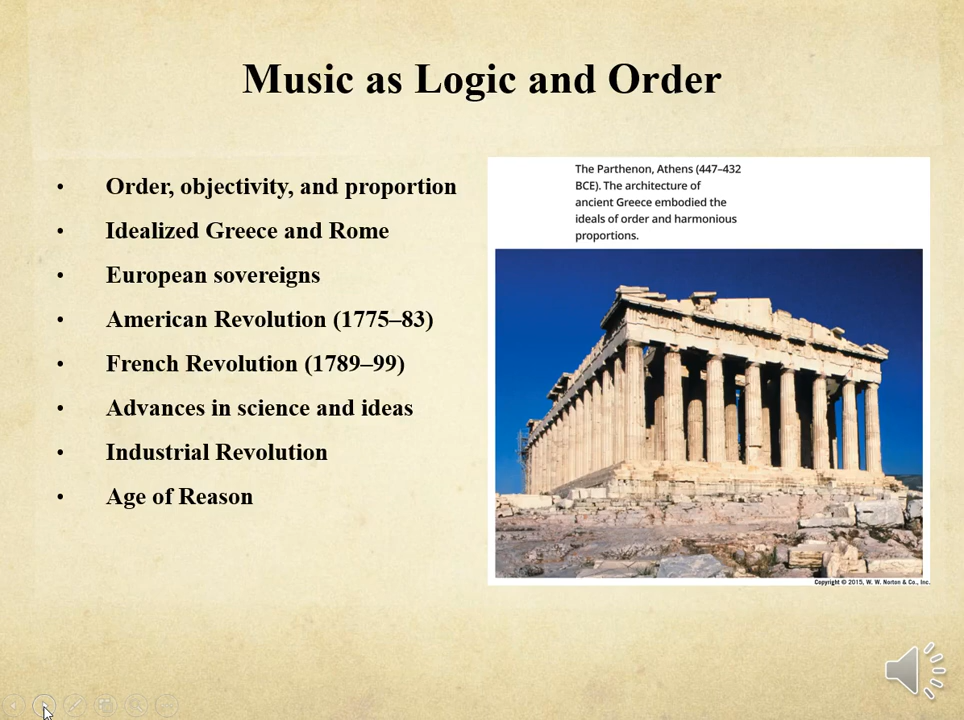 Music as Logic and Order
• Order, objectivity, and proportion
• Idealized Greece and Rome
• European sovereigns
• American Revolution (1775–83)
• French Revolution (1789–99)
• Advances in science and ideas
• Industrial Revolution
• Age of Reason
The Parthenon, Athens (447–432
BCE). The architecture of
ancient Greece embodied the
ideals of order and harmonious
proportions.
Copyright © 2015, W. W. Norton & Co., Inc.